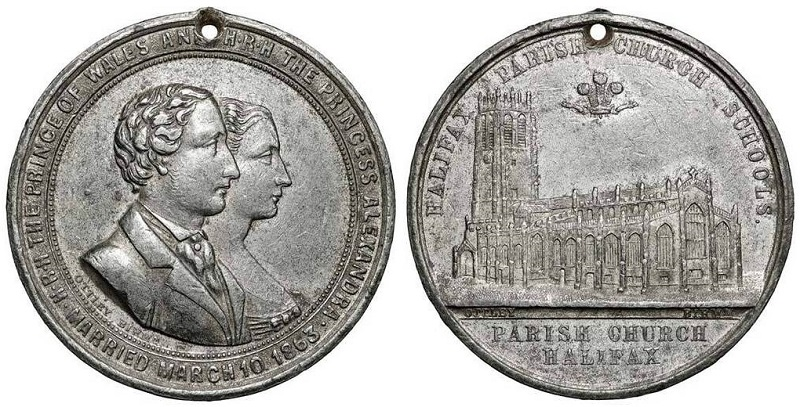 H·R·H THE PRINCE OF WALES AND H·R·H THE PRINCESS ALEXANDRA·
MARRIED MARCH 10. 1863·
OTTLEY BIRM.
HALIFAX PARISH CHURCH SCHOOLS.
OTTLEY
PARISH CHURCH
HALIFAX